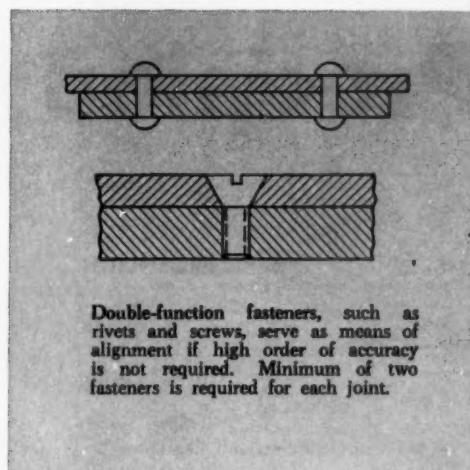 Double-function fasteners, such as
rivets and screws, serve as means of
alignment if high order of accuracy
is not required. Minimum of two
fasteners is required for each joint.